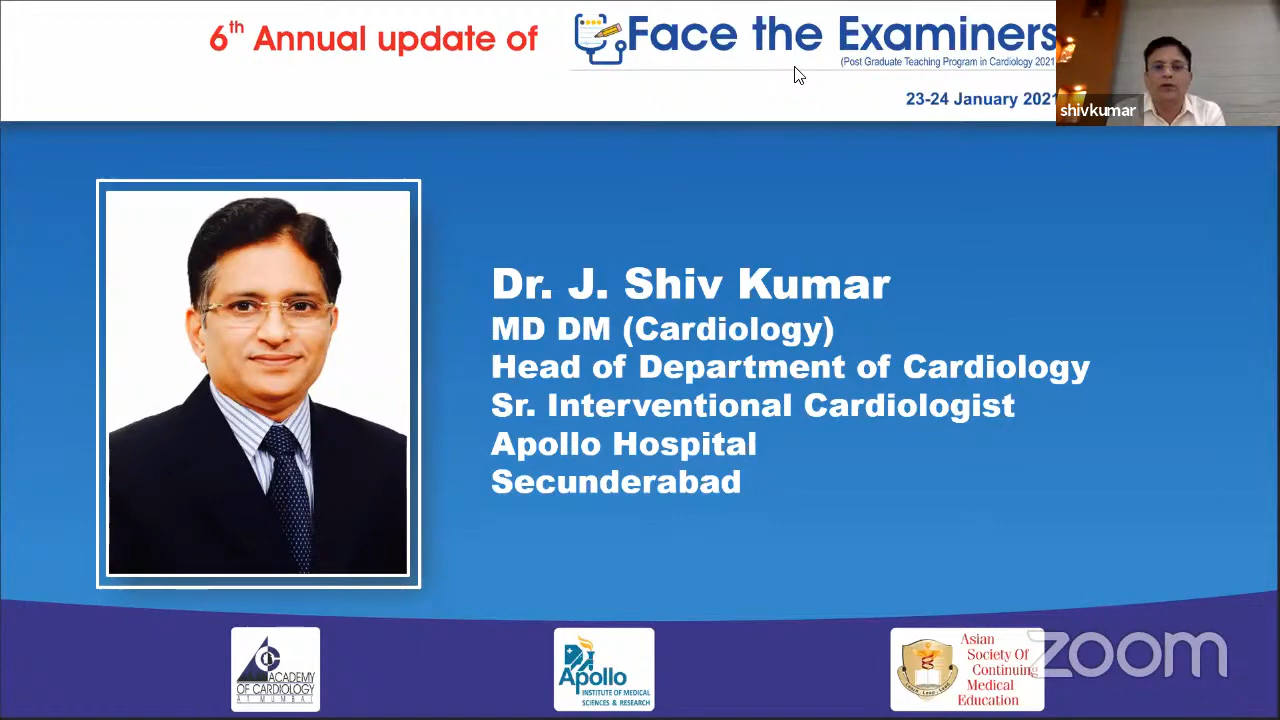 6th Annual update of
Face the Examiners
(Post Graduate Teaching Program in Cardiology 2021
23-24 January 2021
shivkumar
Dr. J. Shiv Kumar
MD DM (Cardiology)
Head of Department of Cardiology
Sr. Interventional Cardiologist
Apollo Hospital
Secunderabad
ACADEMY
OF CARDIOLOGY
AT MUMBAI
Apollo
INSTITUTE OF MEDICAL
SCIENCES & RESEARCH
Asian
Society Of
Continuing
Medical
Education
zoom